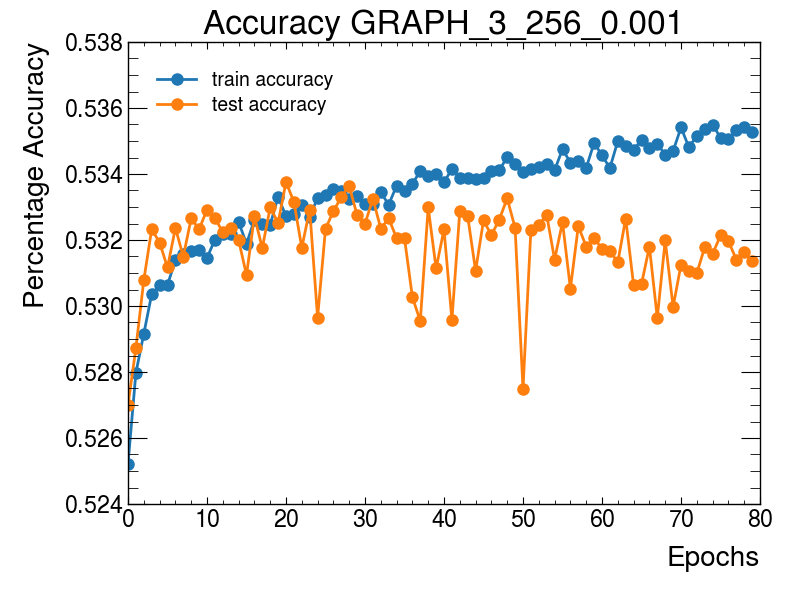 Accuracy GRAPH_3_256_0.001
Percentage Accuracy
0.538
0.536
0.534
0.532
0.530
0.528
0.526
0.524
train accuracy
test accuracy
0 10 20 30 40 50 60 70 80
Epochs